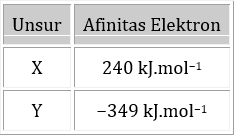 Unsur Afinitas Elektron
X 240 kJ.mol⁻¹
Y −349 kJ.mol⁻¹